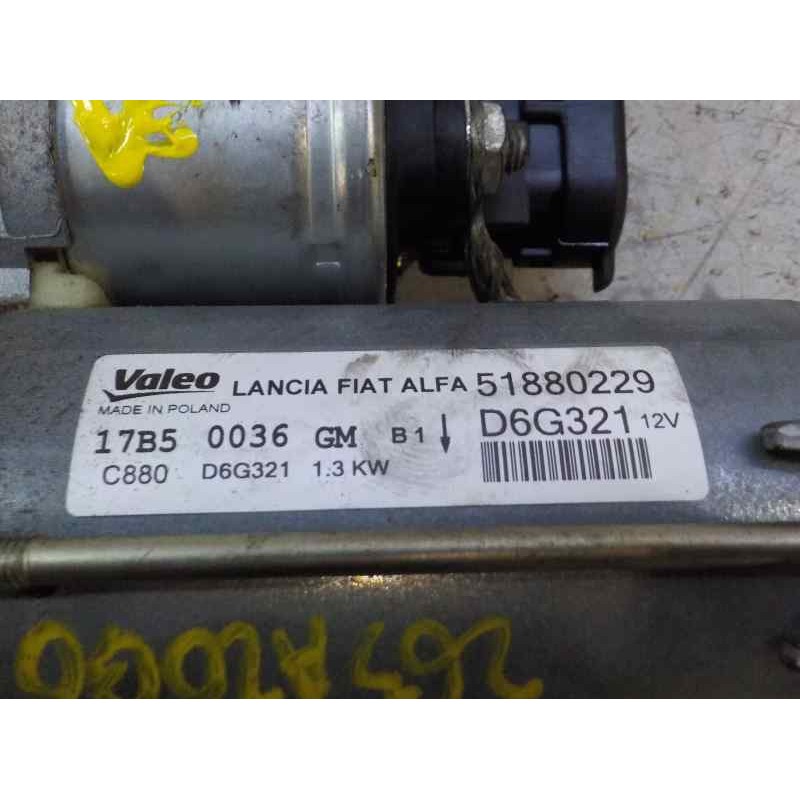 Valeo LANCIA FIAT ALFA 51880229
MADE IN POLAND
17B5 0036 GM B1 D6G321 12V
C880 D6G321 1.3 KW
263A2000